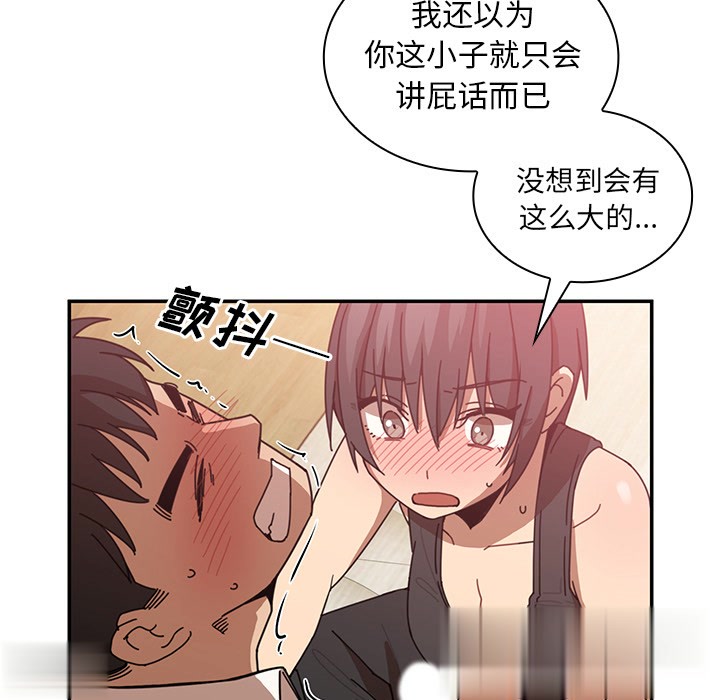 我还以为
你这小子就只会
讲屁话而已
没想到会有
这么大的...
颤抖—